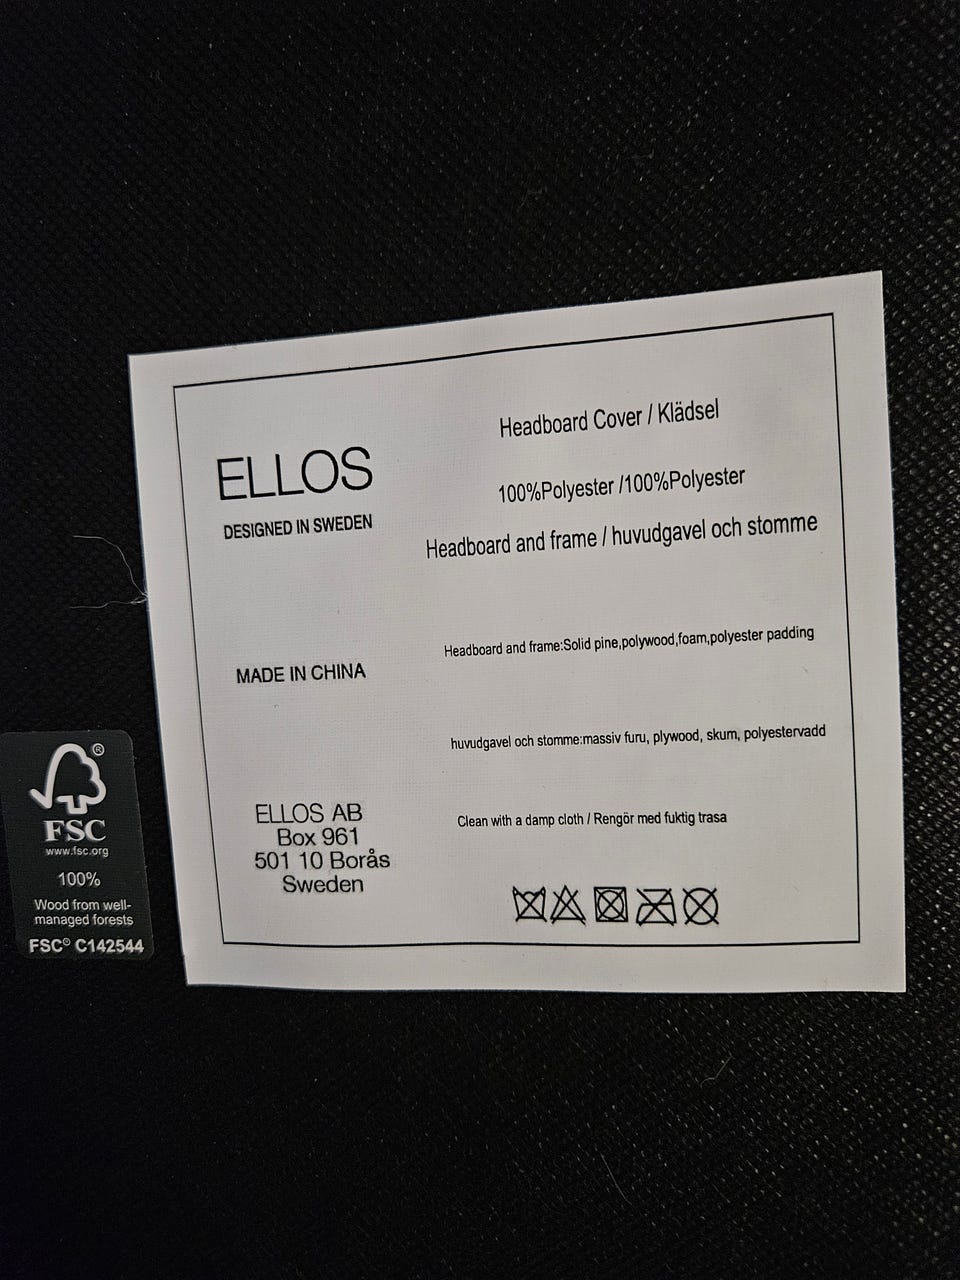 ELLOS
DESIGNED IN SWEDEN
MADE IN CHINA
ELLOS AB
Box 961
501 10 Borås
Sweden
Headboard Cover / Klädsel
100%Polyester /100%Polyester
Headboard and frame / huvudgavel och stomme
Headboard and frame:Solid pine,polywood,foam,polyester padding
huvudgavel och stomme:massiv furu, plywood, skum, polyestervadd
Clean with a damp cloth / Rengör med fuktig trasa
®
FSC
www.fsc.org
100%
Wood from well-
managed forests
FSC® C142544